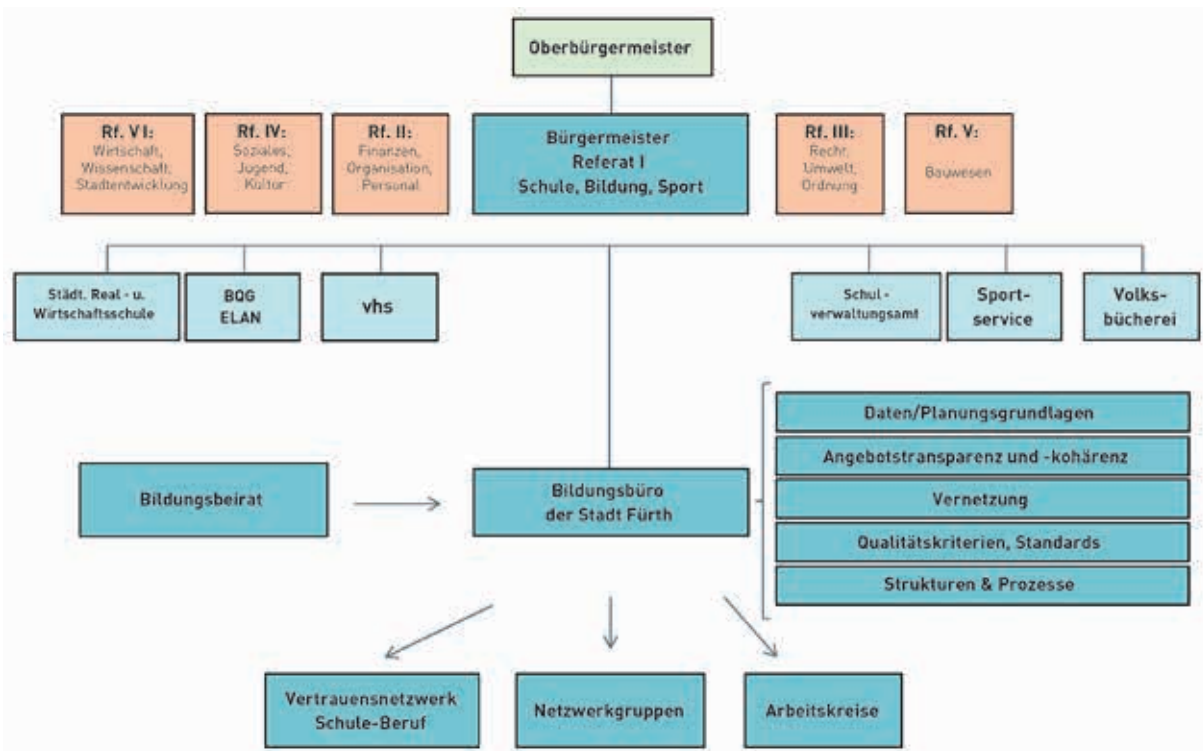 Oberbürgermeister
Rf. VI:
Wirtschaft,
Wissenschaft,
Stadtentwicklung
Rf. IV:
Soziales,
Jugend,
Kultur
Rf. II:
Finanzen,
Organisation,
Personal
Bürgermeister
Referat I
Schule, Bildung, Sport
Rf. III:
Recht,
Umwelt,
Ordnung
Rf. V:
Bauwesen
Städt. Real - u.
Wirtschaftsschule
BQG
ELAN
vhs
Schul -
verwaltungsamt
Sport-
service
Volks-
bücherei
Bildungsbeirat
Bildungsbüro
der Stadt Fürth
Daten/Planungsgrundlagen
Angebotstransparenz und -kohärenz
Vernetzung
Qualitätskriterien, Standards
Strukturen & Prozesse
Vertrauensnetzwerk
Schule-Beruf
Netzwerkgruppen
Arbeitskreise